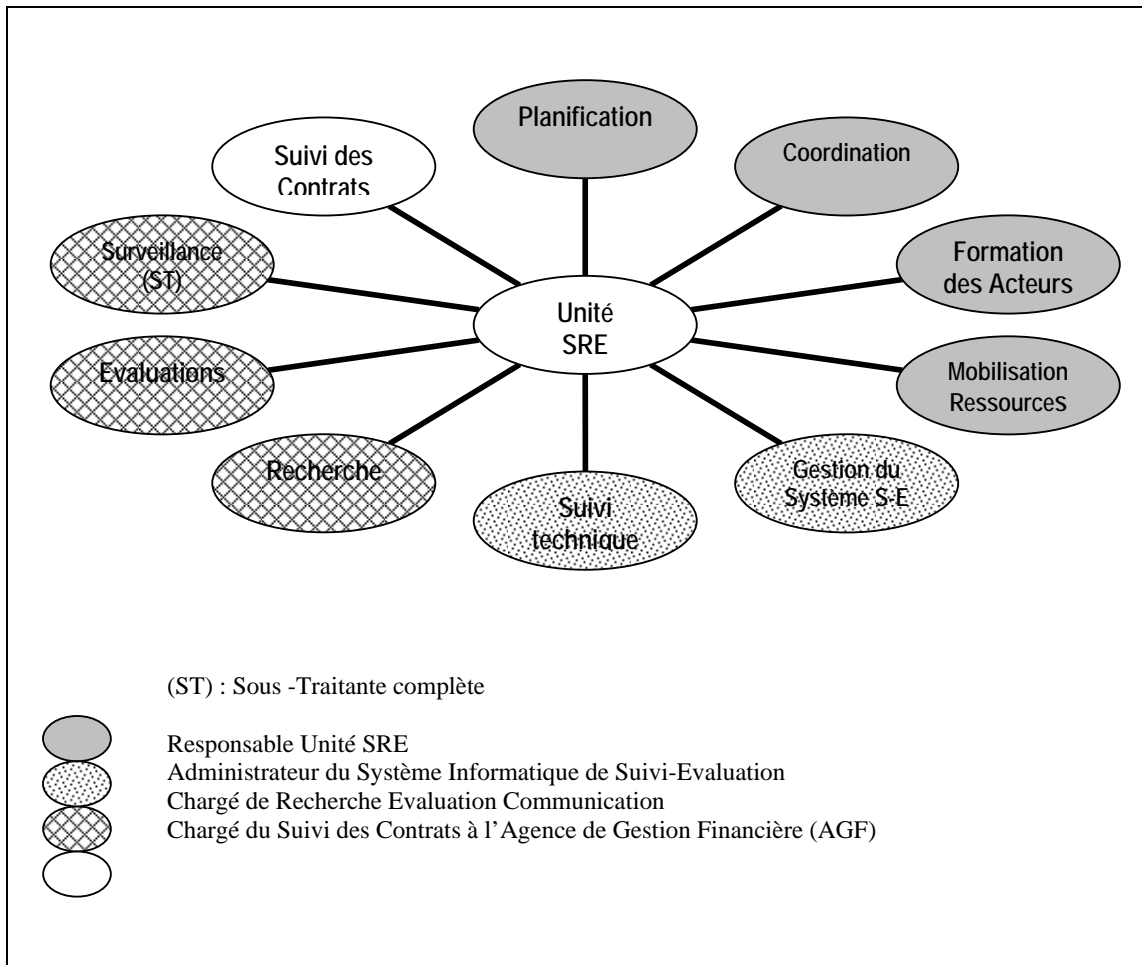 Planification
Suivi des
Contrats
Coordination
Surveillance
(ST)
Formation
des Acteurs
Unité
SRE
Evaluations
Mobilisation
Ressources
Recherche
Gestion du
Système S-E
Suivi
technique
(ST) : Sous -Traitante complète
Responsable Unité SRE
Administrateur du Système Informatique de Suivi-Evaluation
Chargé de Recherche Evaluation Communication
Chargé du Suivi des Contrats à l’Agence de Gestion Financière (AGF)